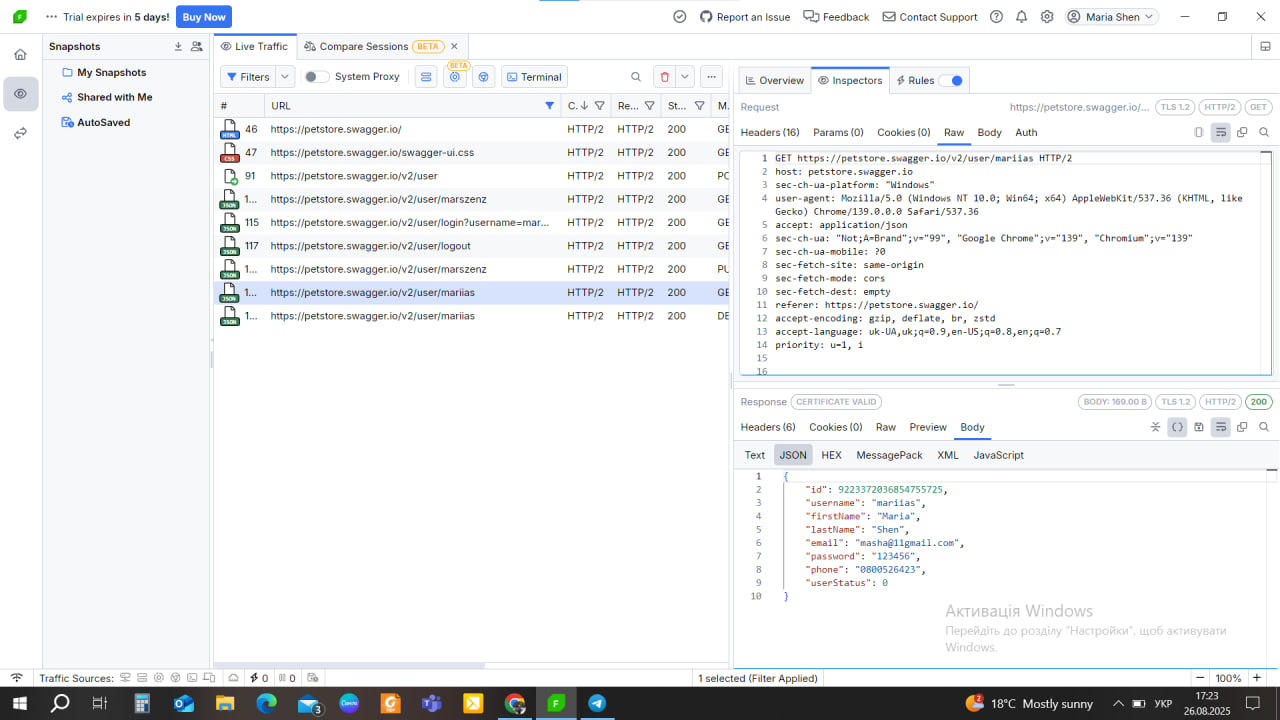 Trial expires in 5 days!
Buy Now
Report an Issue
Feedback
Contact Support
Maria Shen
Snapshots
My Snapshots
Shared with Me
AutoSaved
Live Traffic
Compare Sessions BETA
Filters
System Proxy
BETA
Terminal
# URL C. Re... St... M.
HTML 46 https://petstore.swagger.io/ HTTP/2 HTTP/2 200 GE
CSS 47 https://petstore.swagger.io/swagger-ui.css HTTP/2 HTTP/2 200 GE
91 https://petstore.swagger.io/v2/user HTTP/2 HTTP/2 200 PO
JSON 1... https://petstore.swagger.io/v2/user/marszenz HTTP/2 HTTP/2 200 GE
JSON 115 https://petstore.swagger.io/v2/user/login?username=mar... HTTP/2 HTTP/2 200 GE
JSON 117 https://petstore.swagger.io/v2/user/logout HTTP/2 HTTP/2 200 GE
JSON 1... https://petstore.swagger.io/v2/user/marszenz HTTP/2 HTTP/2 200 PU
JSON 1... https://petstore.swagger.io/v2/user/mariias HTTP/2 HTTP/2 200 GE
JSON 1... https://petstore.swagger.io/v2/user/mariias HTTP/2 HTTP/2 200 DE
Overview
Inspectors
Rules
Request https://petstore.swagger.io/... TLS 1.2 HTTP/2 GET
Headers (16) Params (0) Cookies (0) Raw Body Auth
1 GET https://petstore.swagger.io/v2/user/mariias HTTP/2
2 host: petstore.swagger.io
3 sec-ch-ua-platform: "Windows"
4 user-agent: Mozilla/5.0 (Windows NT 10.0; Win64; x64) AppleWebKit/537.36 (KHTML, like
Gecko) Chrome/139.0.0.0 Safari/537.36
5 accept: application/json
6 sec-ch-ua: "Not;A=Brand";v="99", "Google Chrome";v="139", "Chromium";v="139"
7 sec-ch-ua-mobile: ?0
8 sec-fetch-site: same-origin
9 sec-fetch-mode: cors
10 sec-fetch-dest: empty
11 referer: https://petstore.swagger.io/
12 accept-encoding: gzip, deflate, br, zstd
13 accept-language: uk-UA,uk;q=0.9,en-US;q=0.8,en;q=0.7
14 priority: u=1, i
15
16
Response CERTIFICATE VALID BODY: 169.00 B TLS 1.2 HTTP/2 200
Headers (6) Cookies (0) Raw Preview Body
Text JSON HEX MessagePack XML JavaScript
1 {
2 "id": 9223372036854755725,
3 "username": "mariias",
4 "firstName": "Maria",
5 "lastName": "Shen",
6 "email": "masha@11gmail.com",
7 "password": "123456",
8 "phone": "0800526423",
9 "userStatus": 0
10 }
Активація Windows
Перейдіть до розділу "Настройки", щоб активувати
Windows.
Traffic Sources:
0
0
1 selected (Filter Applied)
100%
3
Canva
2
18°C Mostly sunny
УКР
17:23
26.08.2025